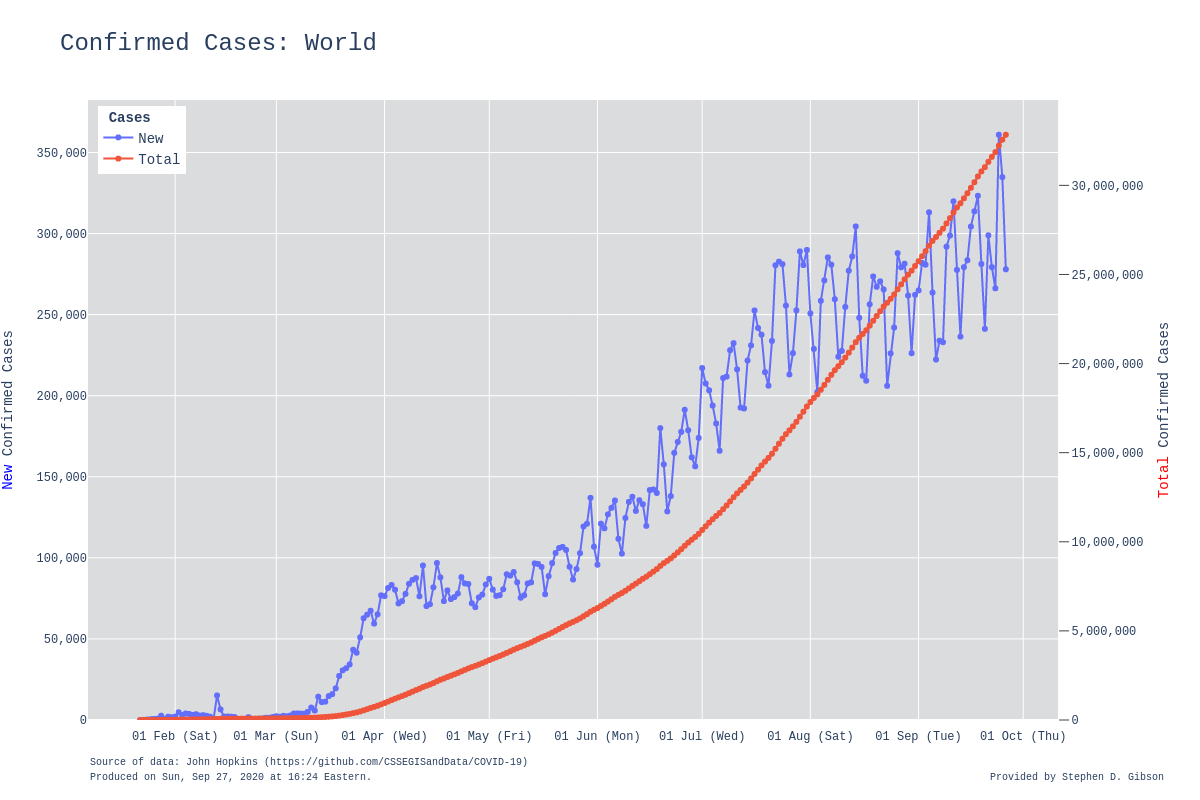 Confirmed Cases: World
Cases
New
Total
350,000
300,000
250,000
200,000
150,000
100,000
50,000
0
New Confirmed Cases
30,000,000
25,000,000
20,000,000
15,000,000
10,000,000
5,000,000
0
Total Confirmed Cases
01 Feb (Sat) 01 Mar (Sun) 01 Apr (Wed) 01 May (Fri) 01 Jun (Mon) 01 Jul (Wed) 01 Aug (Sat) 01 Sep (Tue) 01 Oct (Thu)
Source of data: John Hopkins (https://github.com/CSSEGISandData/COVID-19)
Produced on Sun, Sep 27, 2020 at 16:24 Eastern.
Provided by Stephen D. Gibson